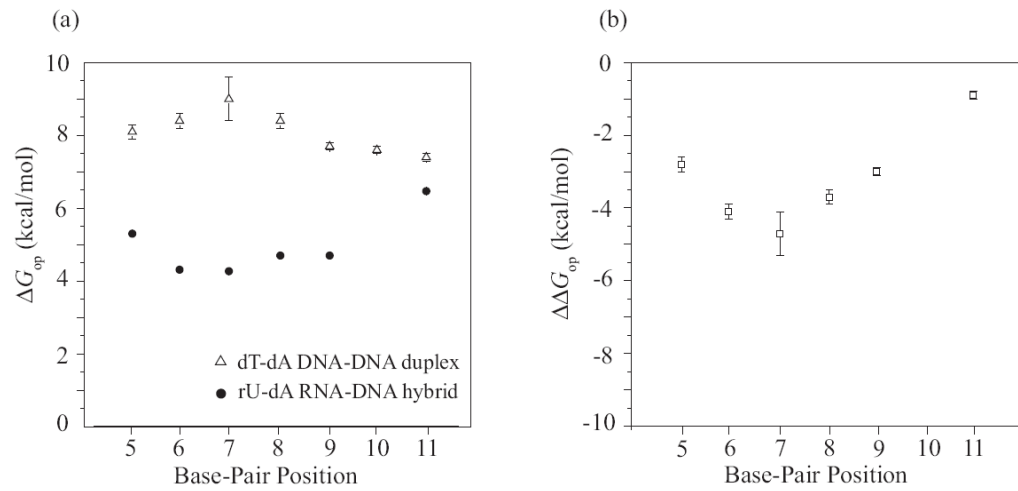 (a)
10
8
6
4
2
0
ΔG_op (kcal/mol)
△ dT-dA DNA-DNA duplex
● rU-dA RNA-DNA hybrid
5 6 7 8 9 10 11
Base-Pair Position
(b)
0
-2
-4
-6
-8
-10
ΔΔG_op (kcal/mol)
5 6 7 8 9 10 11
Base-Pair Position